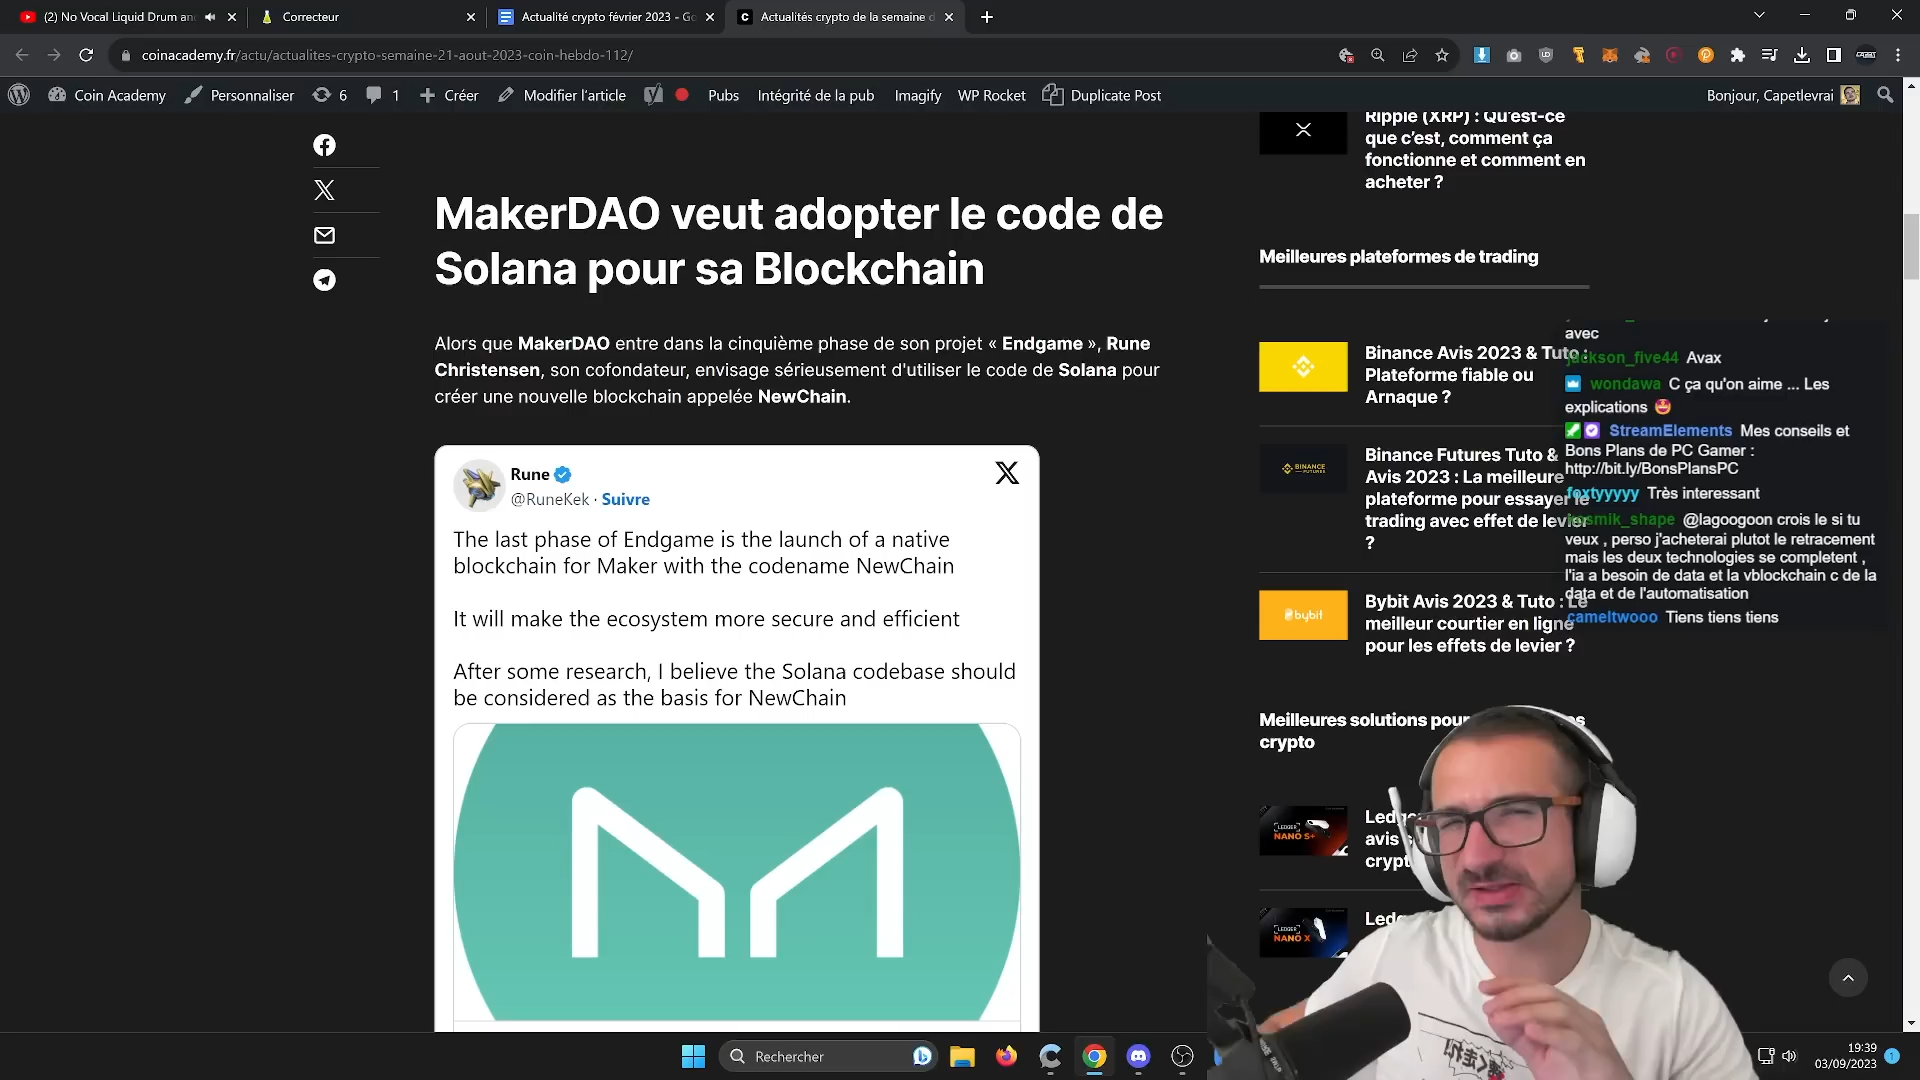 (2) No Vocal Liquid Drum an
Correcteur
Actualité crypto février 2023 - Go
Actualités crypto de la semaine d
coinacademy.fr/actu/actualites-crypto-semaine-21-aout-2023-coin-hebdo-112/
Coin Academy
Personnaliser
6
1
Créer
Modifier l'article
Pubs
Intégrité de la pub
Imagify
WP Rocket
Duplicate Post
Bonjour, Capetlevrai
MakerDAO veut adopter le code de
Solana pour sa Blockchain
Alors que MakerDAO entre dans la cinquième phase de son projet « Endgame », Rune
Christensen, son cofondateur, envisage sérieusement d'utiliser le code de Solana pour
créer une nouvelle blockchain appelée NewChain.
Rune
@RuneKek · Suivre
The last phase of Endgame is the launch of a native
blockchain for Maker with the codename NewChain
It will make the ecosystem more secure and efficient
After some research, I believe the Solana codebase should
be considered as the basis for NewChain
Ripple (XRP) : Qu'est-ce
que c'est, comment ça
fonctionne et comment en
acheter ?
Meilleures plateformes de trading
Binance Avis 2023 & Tuto :
Plateforme fiable ou
Arnaque ?
BINANCE
FUTURES
Binance Futures Tuto &
Avis 2023 : La meilleure
plateforme pour essayer le
trading avec effet de levier
?
BYBIT
Bybit Avis 2023 & Tuto : Le
meilleur courtier en ligne
pour les effets de levier ?
Meilleures solutions pour
crypto
LEDGER
NANO S+
LEDGER
NANO X
avec
jackson_five44 Avax
wondawa C ça qu'on aime ... Les
explications
StreamElements Mes conseils et
Bons Plans de PC Gamer :
http://bit.ly/BonsPlansPC
foxtyyyyy Très interessant
kosmik_shape @lagoogoon crois le si tu
veux , perso j'acheterai plutot le retracement
mais les deux technologies se completent ,
l'ia a besoin de data et la vblockchain c de la
data et de l'automatisation
cameltwooo Tiens tiens tiens
Rechercher
19:39
03/09/2023
1